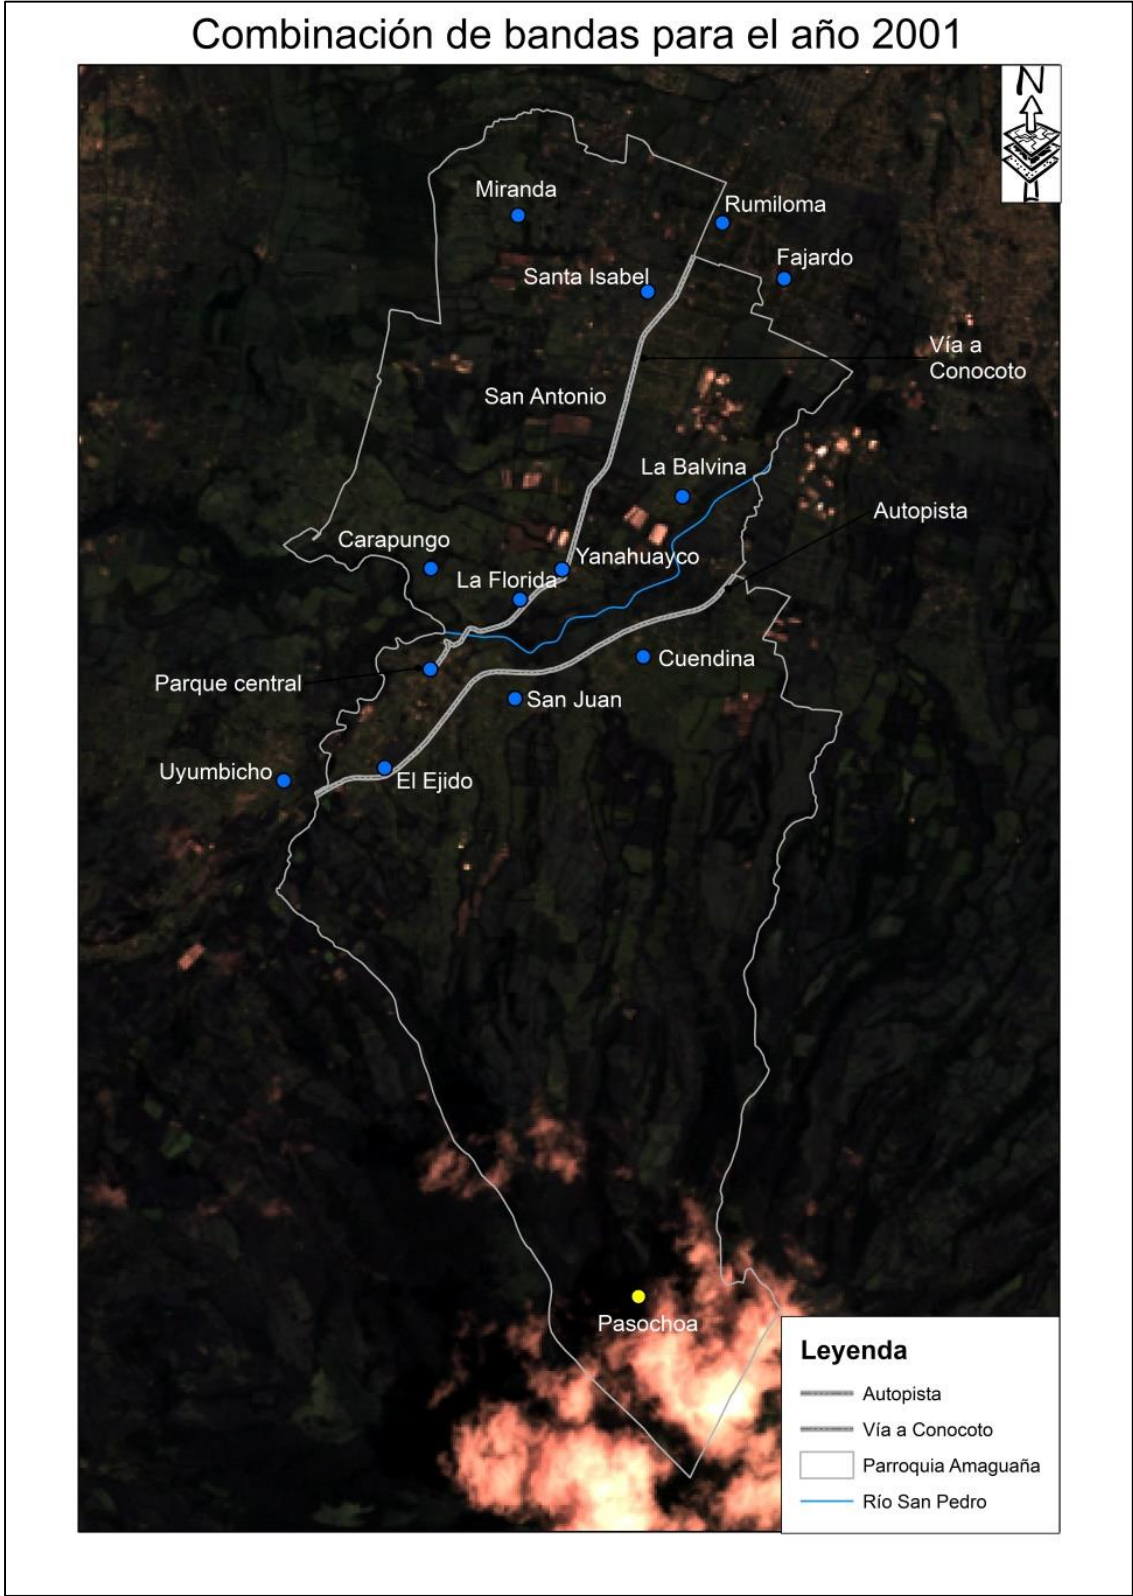 Combinación de bandas para el año 2001
N
Miranda
Rumiloma
Fajardo
Santa Isabel
Vía a
Conocoto
San Antonio
La Balvina
Autopista
Carapungo
Yanahuayco
La Florida
Cuendina
Parque central
San Juan
Uyumbicho
El Ejido
Pasochoa
Leyenda
Autopista
Vía a Conocoto
Parroquia Amaguaña
Río San Pedro